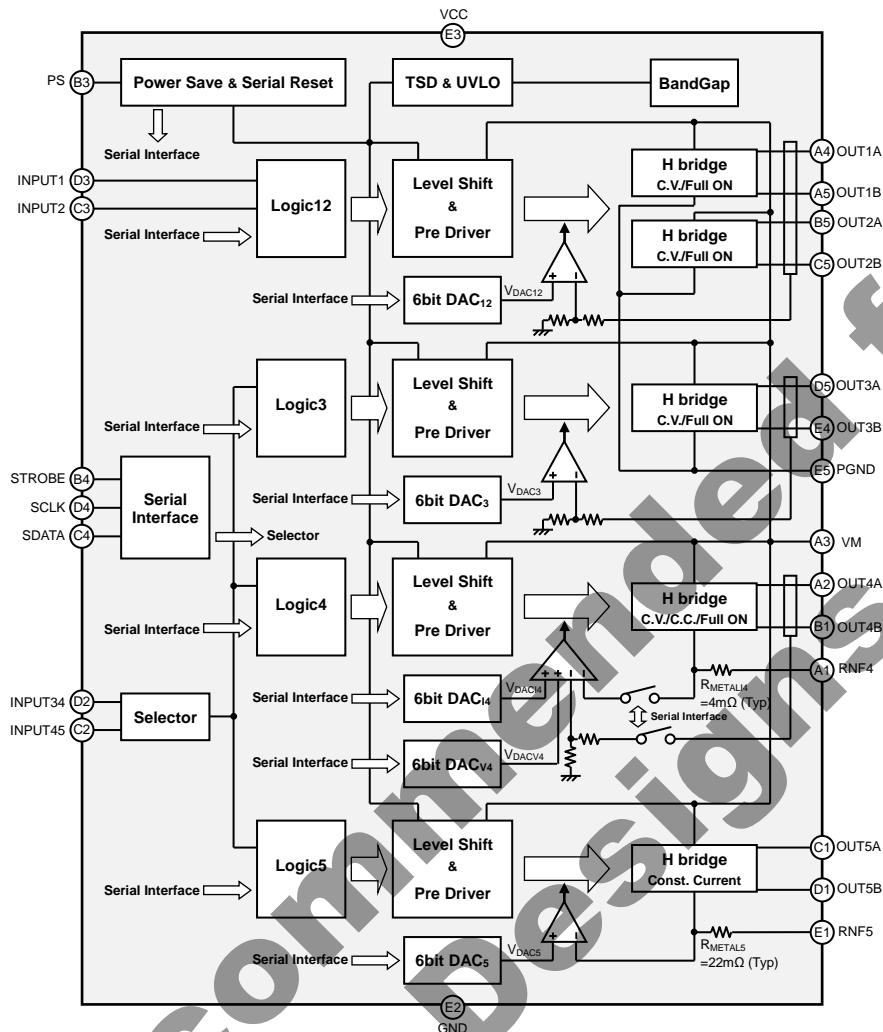 VCC
E3
PS B3 Power Save & Serial Reset TSD & UVLO BandGap
Serial Interface
A4 OUT1A
INPUT1 D3
INPUT2 C3
Logic12
Level Shift
&
Pre Driver
H bridge
C.V./Full ON
A5 OUT1B
B5 OUT2A
H bridge
C.V./Full ON
C5 OUT2B
Serial Interface
Serial Interface 6bit DAC12 VDAC12
+ −
Logic3
Level Shift
&
Pre Driver
H bridge
C.V./Full ON
D5 OUT3A
E4 OUT3B
Serial Interface
E5 PGND
STROBE B4
SCLK D4
SDATA C4
Serial
Interface
Serial Interface 6bit DAC3 VDAC3
+ −
Selector
A3 VM
Logic4
Level Shift
&
Pre Driver
H bridge
C.V./C.C./Full ON
A2 OUT4A
B1 OUT4B
Serial Interface
A1 RNF4
RMETALI4
=4mΩ (Typ)
+ + − −
INPUT34 D2
INPUT45 C2
Selector
Serial Interface 6bit DACI4 VDACI4
Serial Interface
Serial Interface 6bit DACV4 VDACV4
Logic5
Level Shift
&
Pre Driver
H bridge
Const. Current
C1 OUT5A
D1 OUT5B
Serial Interface
E1 RNF5
RMETAL5
=22mΩ (Typ)
Serial Interface 6bit DAC5 VDAC5
+ −
E2
GND
commended f
Designs